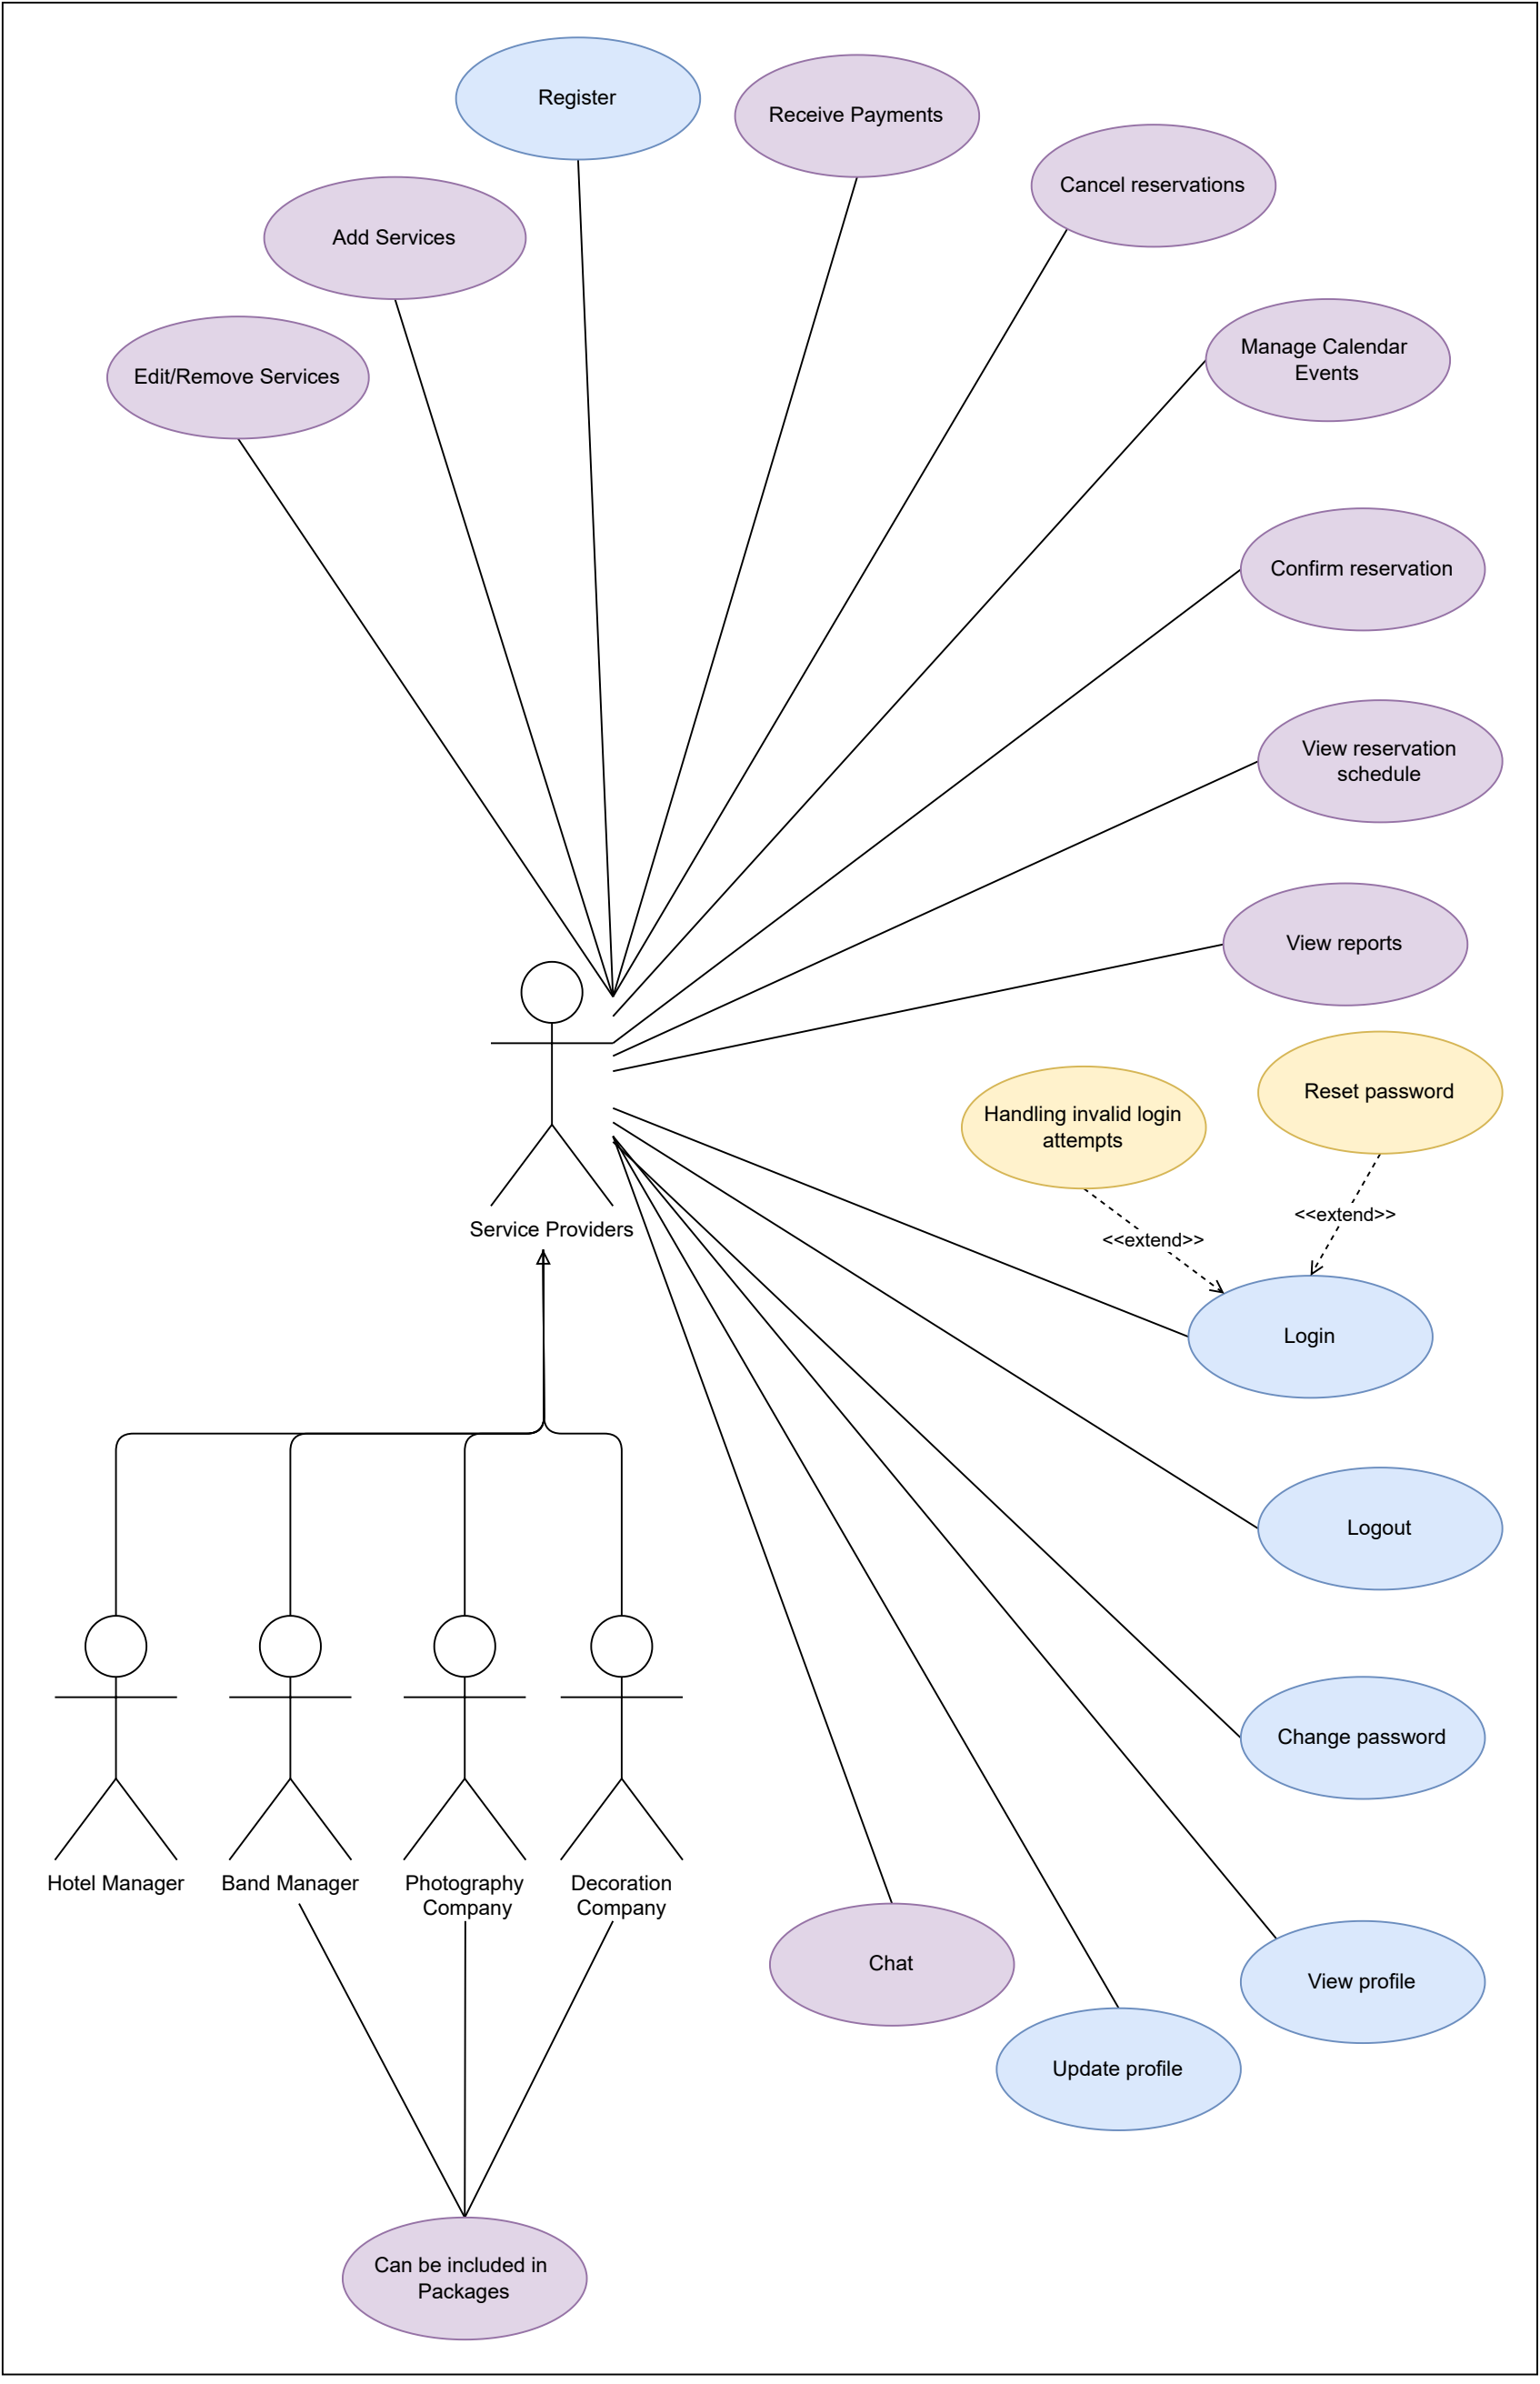 Register
Receive Payments
Cancel reservations
Add Services
Manage Calendar
Events
Edit/Remove Services
Confirm reservation
View reservation
schedule
View reports
Reset password
Handling invalid login
attempts
<<extend>>
<<extend>>
Service Providers
Login
Logout
Change password
Hotel Manager
Band Manager
Photography
Company
Decoration
Company
Chat
View profile
Update profile
Can be included in
Packages